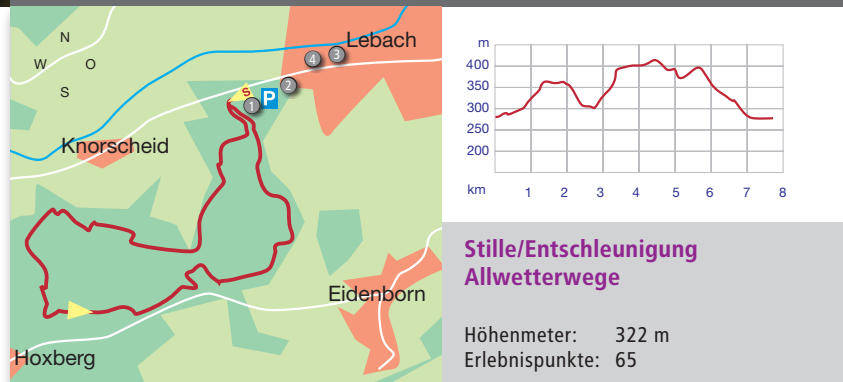 N
W O
S
Lebach
4 3
2
S
1 P
Knorscheid
Eidenborn
Hoxberg
m
400
350
300
250
200
km 1 2 3 4 5 6 7 8
Stille/Entschleunigung
Allwetterwege
Höhenmeter: 322 m
Erlebnispunkte: 65